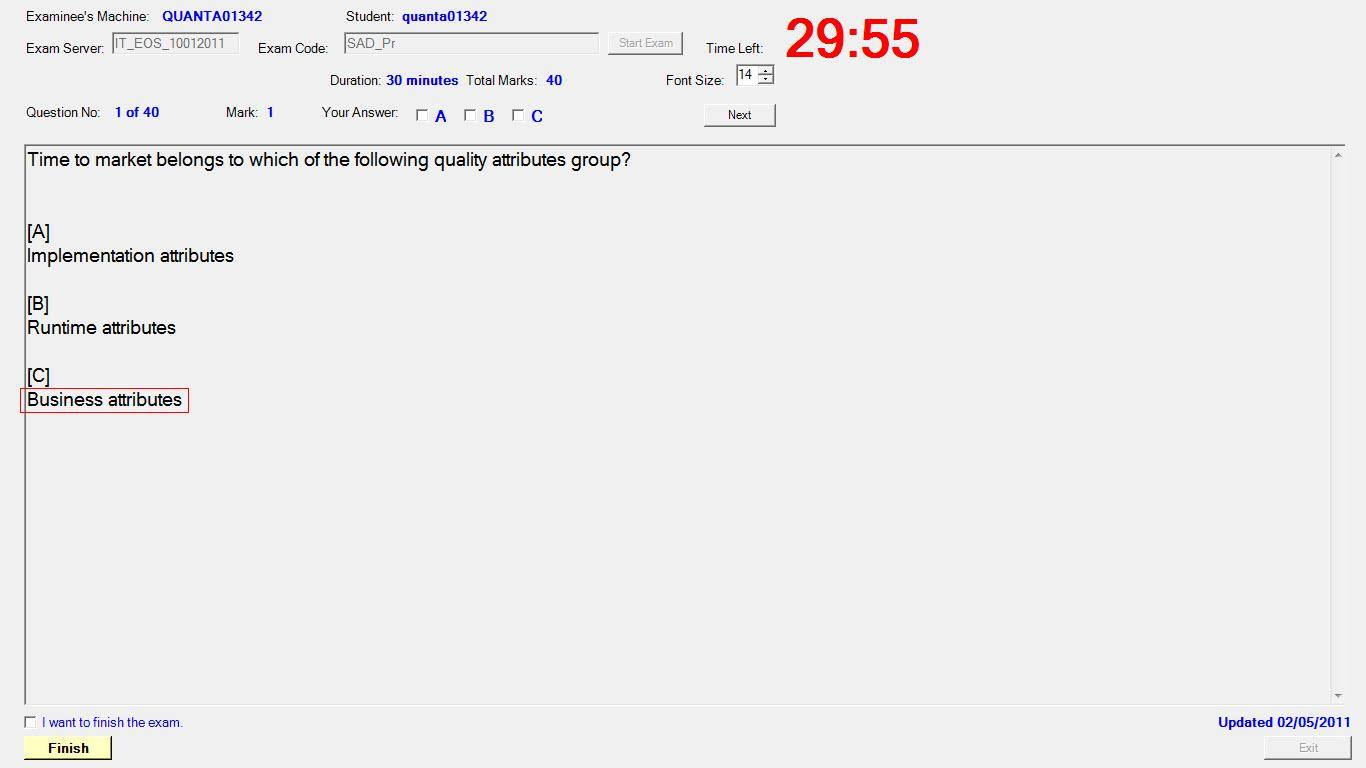 Examinee's Machine: QUANTA01342 Student: quanta01342
Exam Server: IT_EOS_10012011 Exam Code: SAD_Pr Start Exam Time Left: 29:55
Duration: 30 minutes Total Marks: 40 Font Size: 14
Question No: 1 of 40 Mark: 1 Your Answer: A B C Next
Time to market belongs to which of the following quality attributes group?
[A]
Implementation attributes
[B]
Runtime attributes
[C]
Business attributes
I want to finish the exam. Updated 02/05/2011
Finish Exit